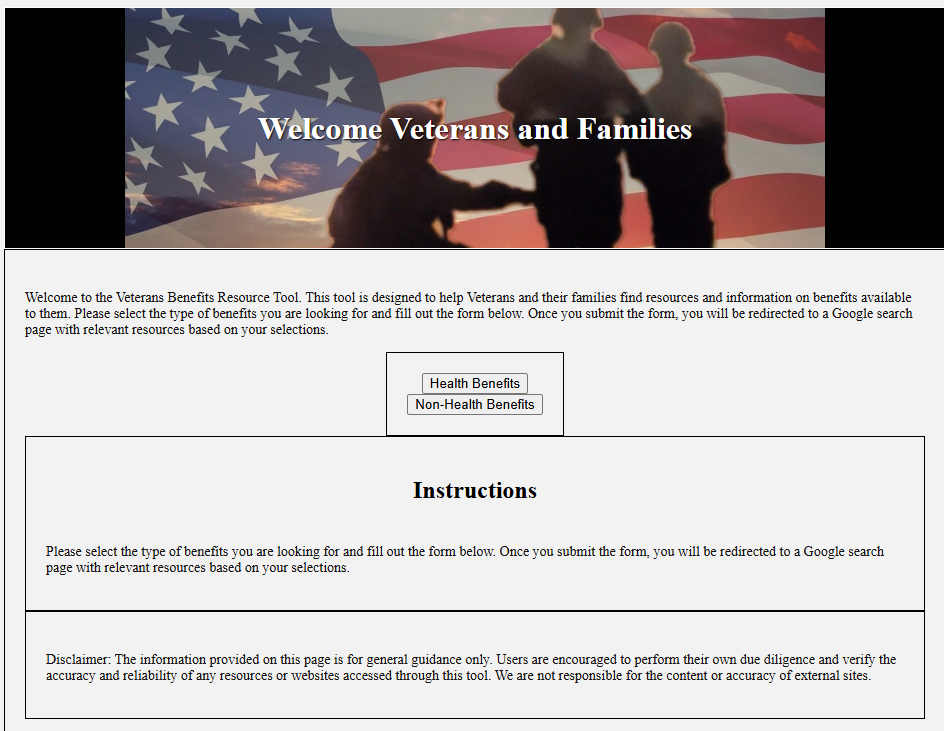 Welcome Veterans and Families
Welcome to the Veterans Benefits Resource Tool. This tool is designed to help Veterans and their families find resources and information on benefits available
to them. Please select the type of benefits you are looking for and fill out the form below. Once you submit the form, you will be redirected to a Google search
page with relevant resources based on your selections.
Health Benefits
Non-Health Benefits
Instructions
Please select the type of benefits you are looking for and fill out the form below. Once you submit the form, you will be redirected to a Google search
page with relevant resources based on your selections.
Disclaimer: The information provided on this page is for general guidance only. Users are encouraged to perform their own due diligence and verify the
accuracy and reliability of any resources or websites accessed through this tool. We are not responsible for the content or accuracy of external sites.